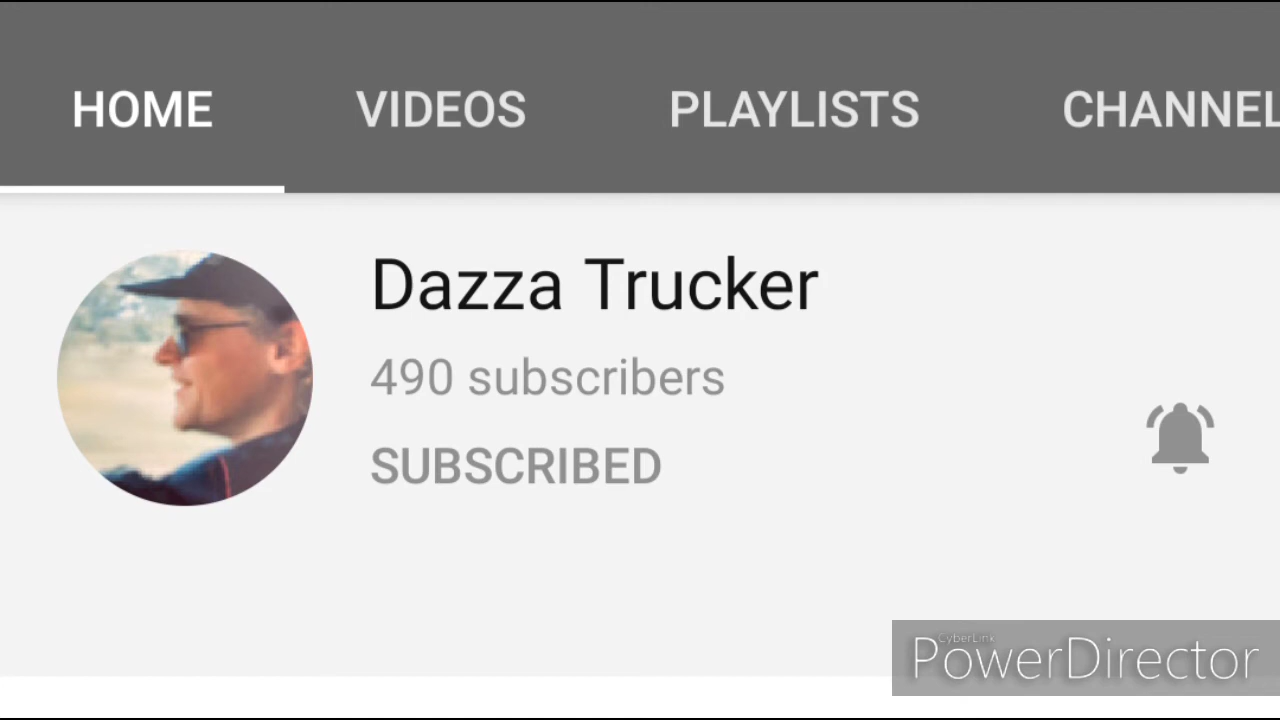 HOME VIDEOS PLAYLISTS CHANNEL
Dazza Trucker
490 subscribers
SUBSCRIBED
CyberLink
PowerDirector